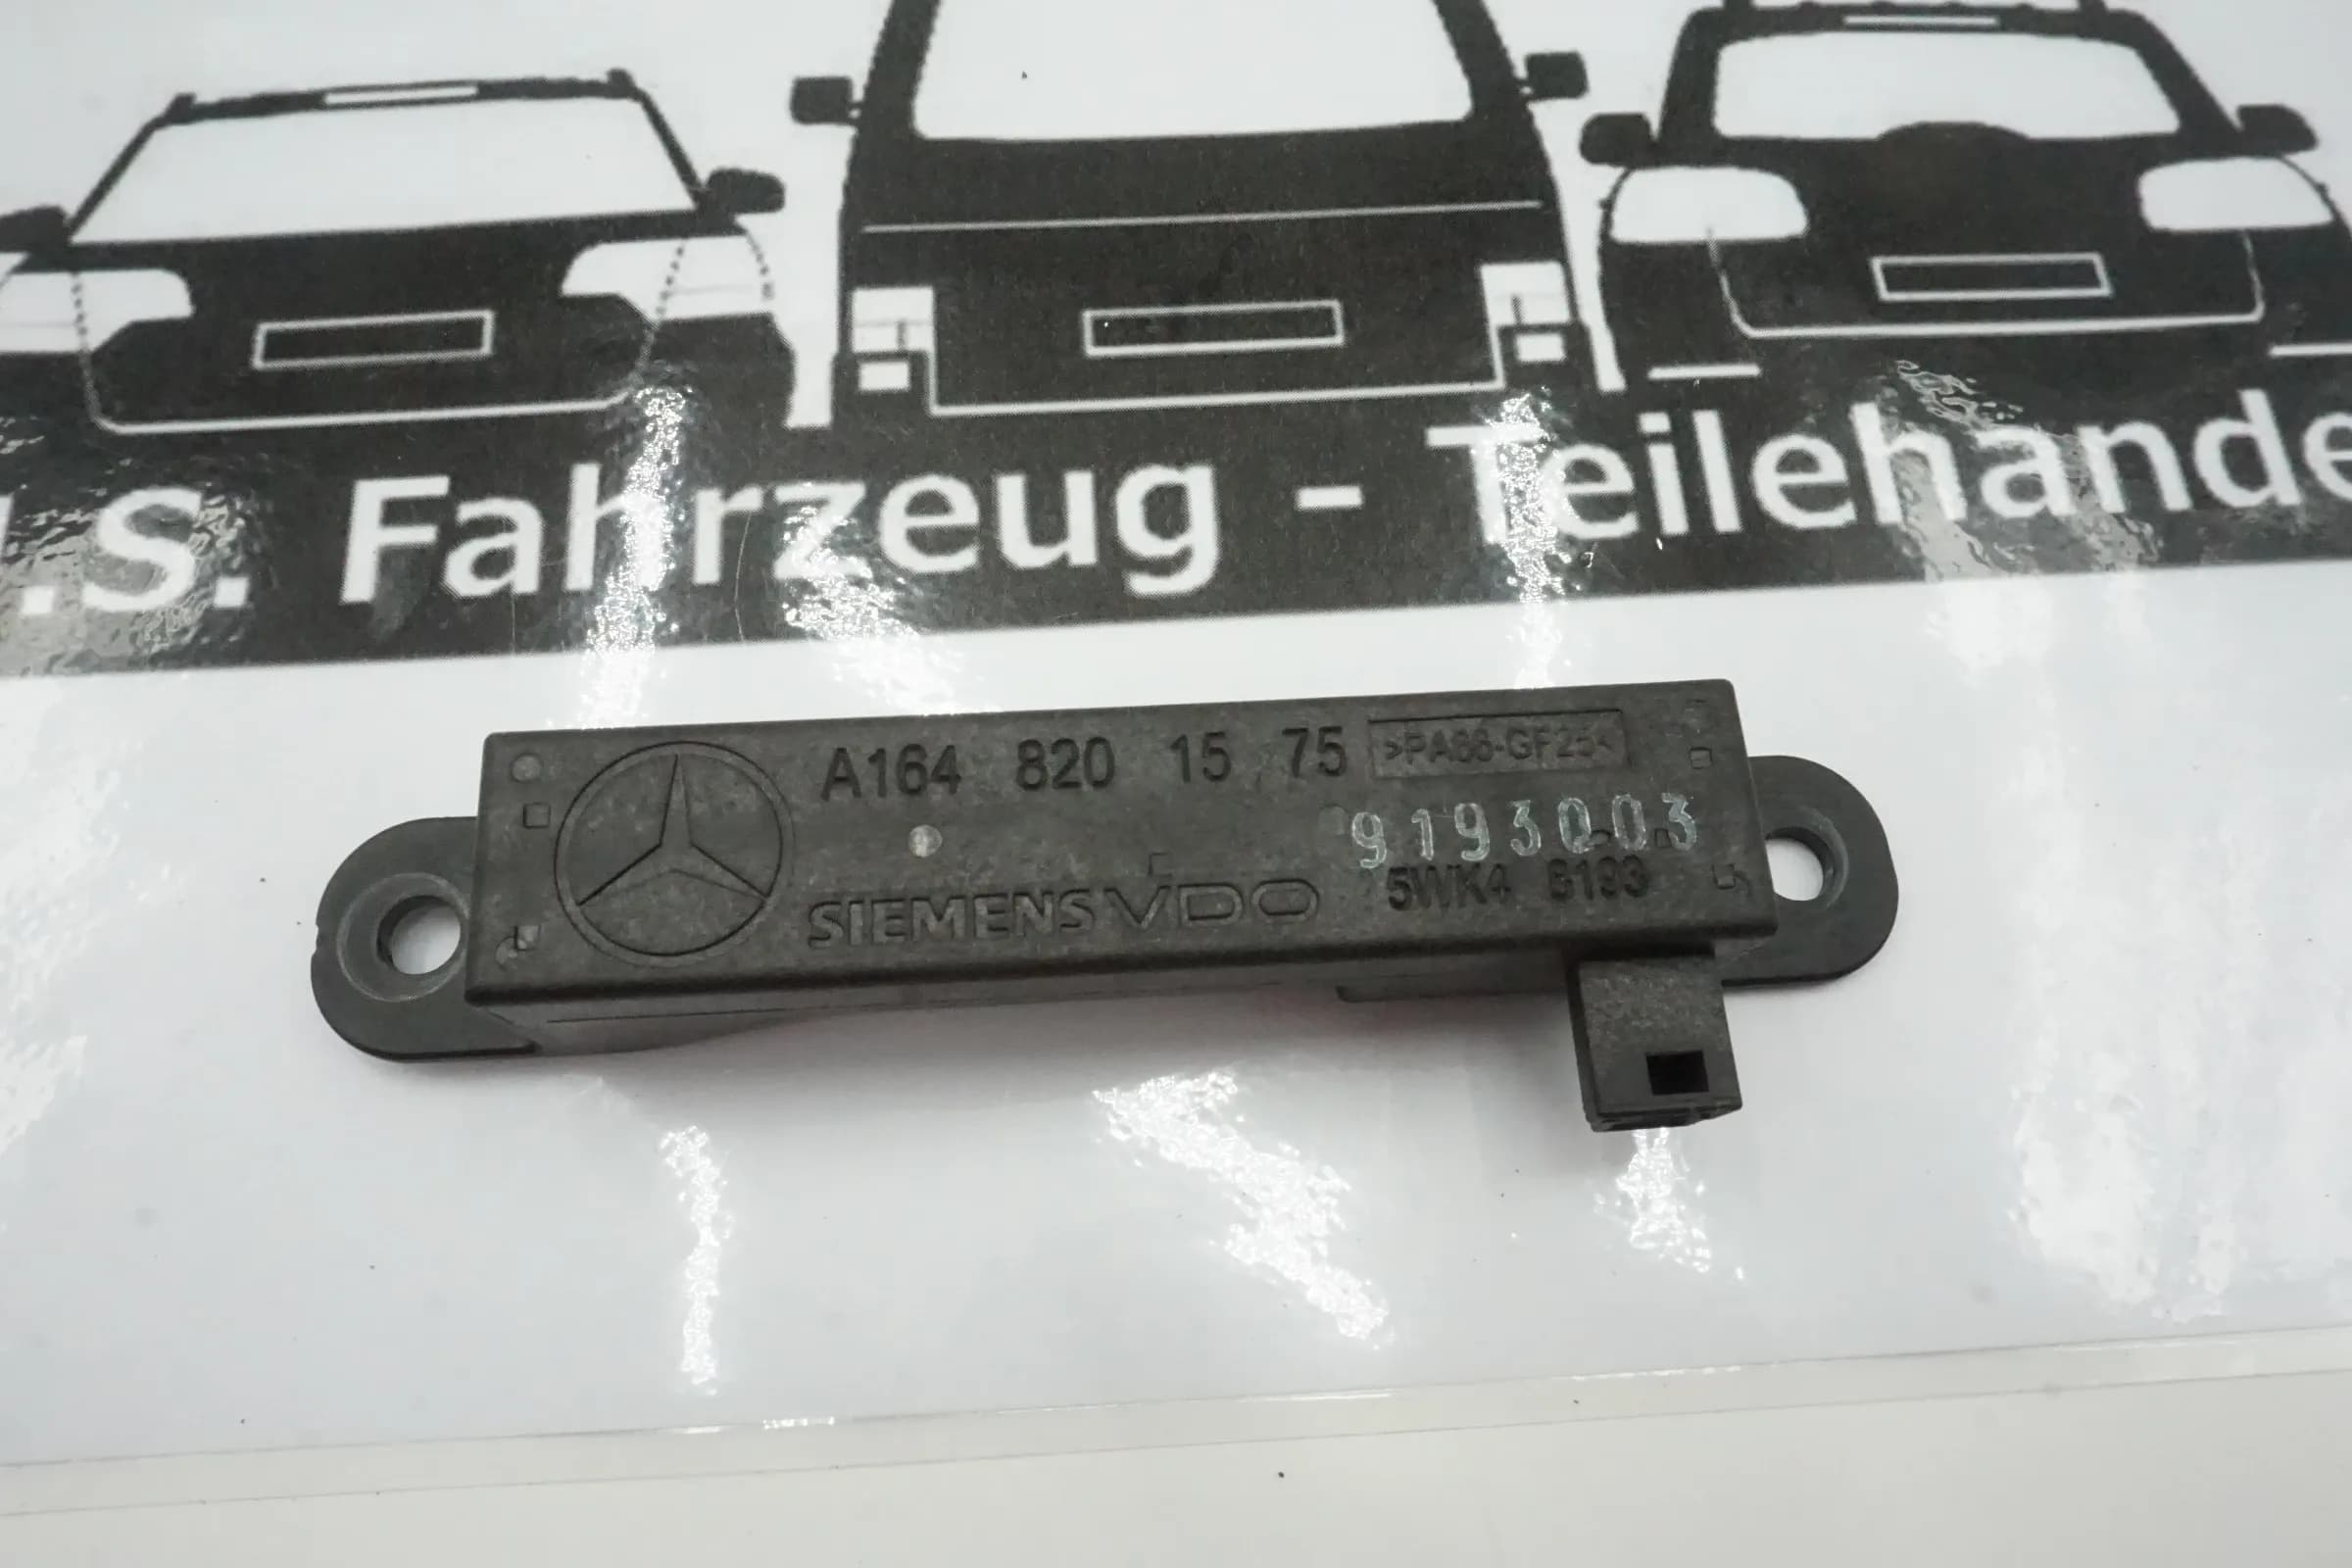 .S. Fahrzeug - Teilehande
A164 820 15 75 >PA66-GF25<
9193003
SIEMENS VDO 5WK4 8193